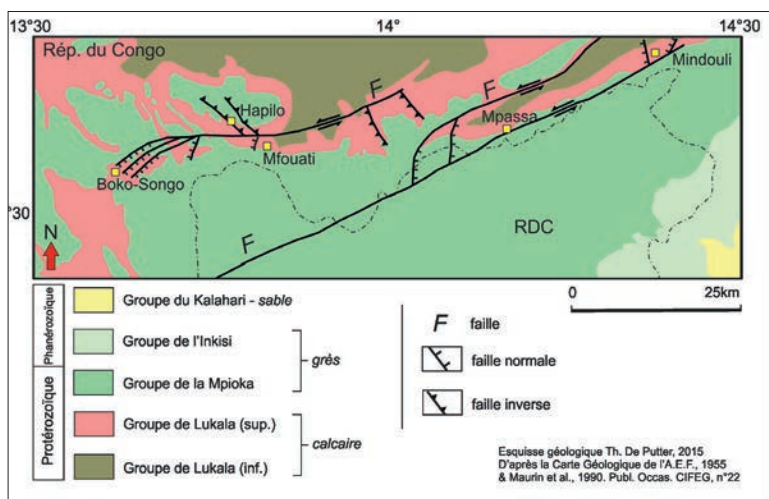 13°30
14°
14°30
Rép. du Congo
F
F
Mindouli
Hapilo
Mpassa
Mfouati
Boko-Songo
°30
F
RDC
N
0 25km
Phanérozoïque
Protérozoïque
Groupe du Kalahari - sable
Groupe de l'Inkisi
grès
Groupe de la Mpioka
Groupe de Lukala (sup.)
calcaire
Groupe de Lukala (inf.)
F faille
faille normale
faille inverse
Esquisse géologique Th. De Putter, 2015
D'après la Carte Géologique de l'A.E.F., 1955
& Maurin et al., 1990. Publ. Occas. CIFEG, n°22